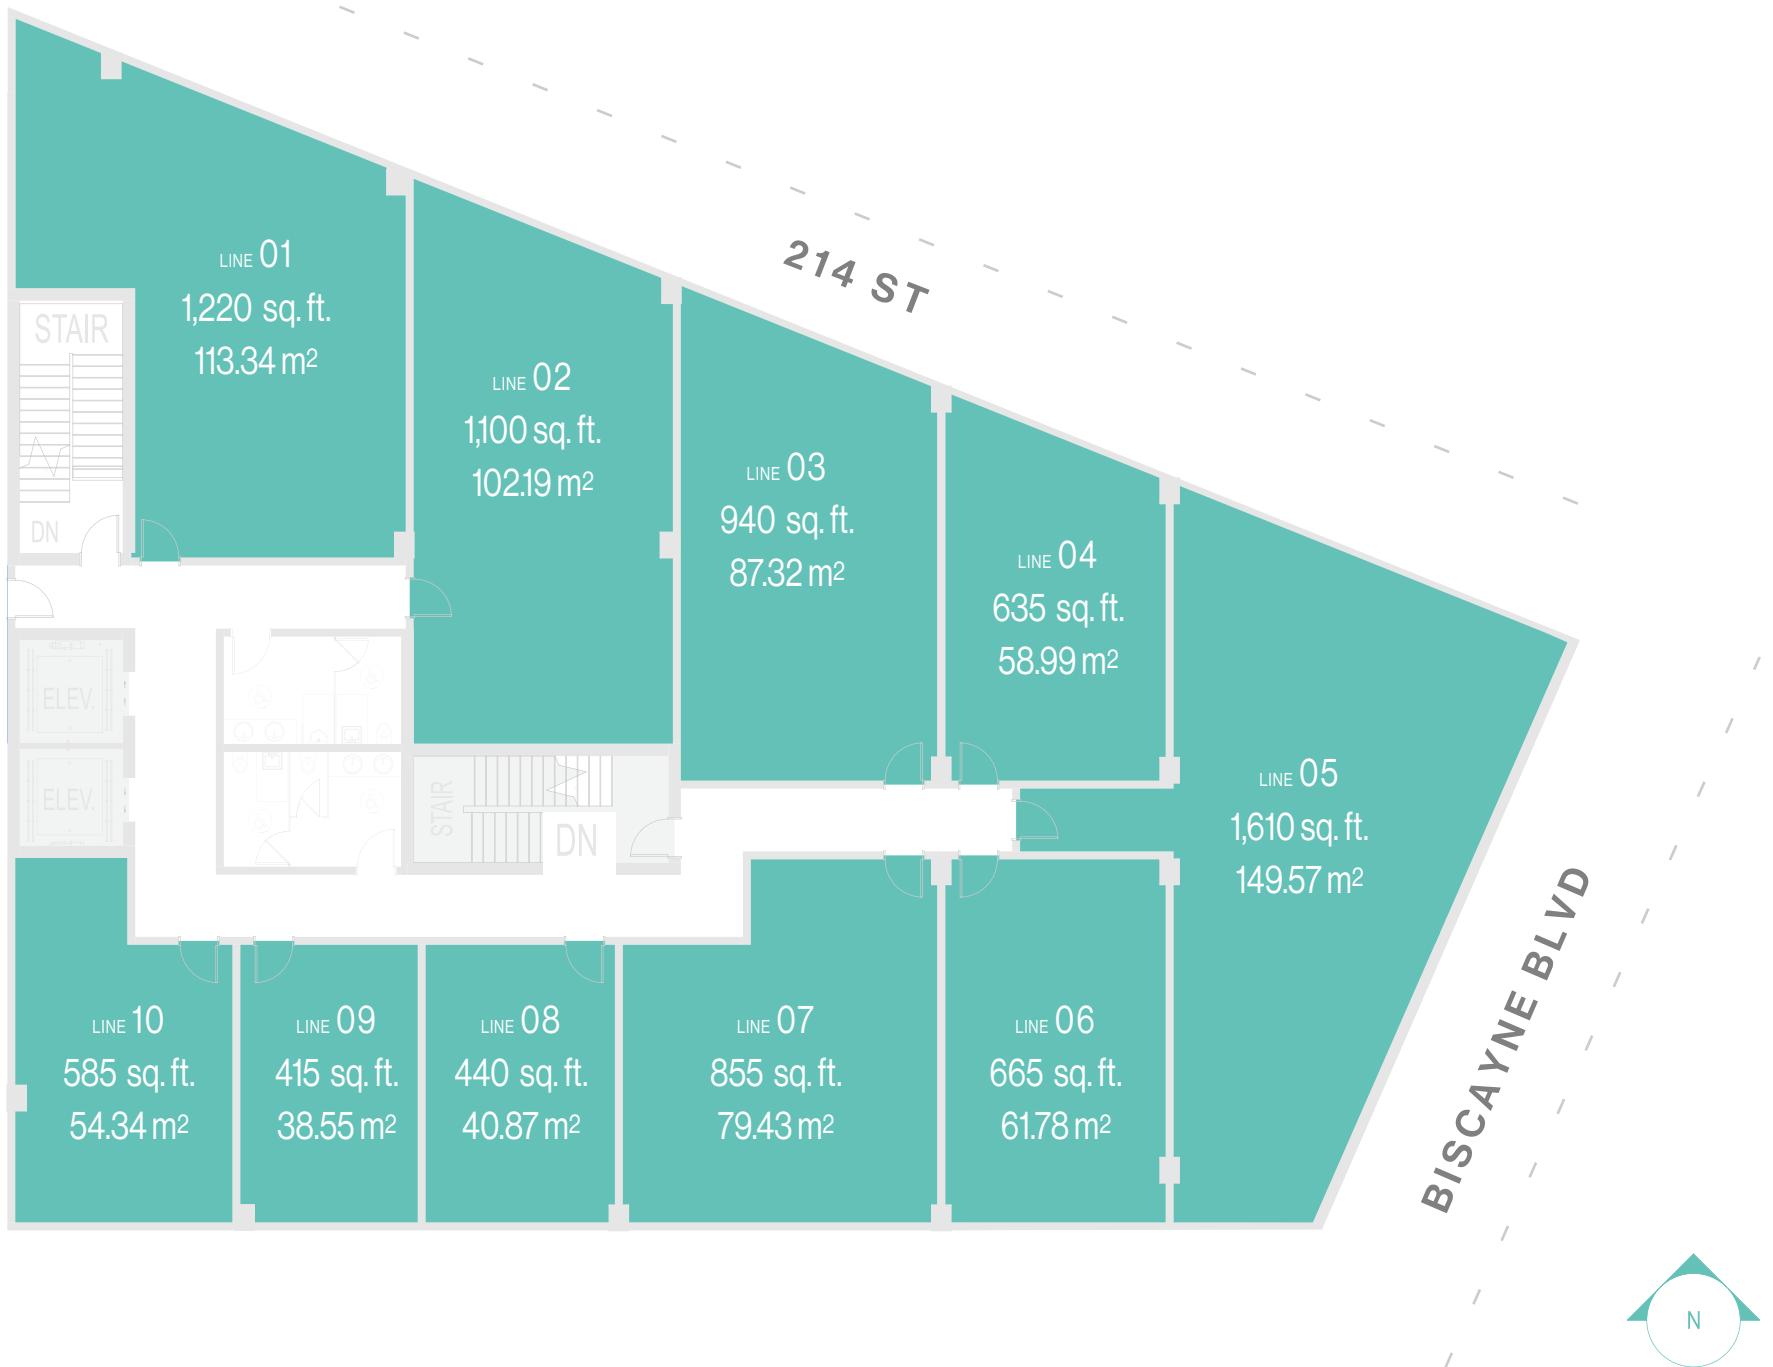 214 ST
LINE 01
1,220 sq. ft.
113.34 m²
STAIR
DN
LINE 02
1,100 sq. ft.
102.19 m²
LINE 03
940 sq. ft.
87.32 m²
LINE 04
635 sq. ft.
58.99 m²
LINE 05
1,610 sq. ft.
149.57 m²
ELEV.
ELEV.
STAIR
DN
BISCAYNE BLVD
LINE 10
585 sq. ft.
54.34 m²
LINE 09
415 sq. ft.
38.55 m²
LINE 08
440 sq. ft.
40.87 m²
LINE 07
855 sq. ft.
79.43 m²
LINE 06
665 sq. ft.
61.78 m²
N